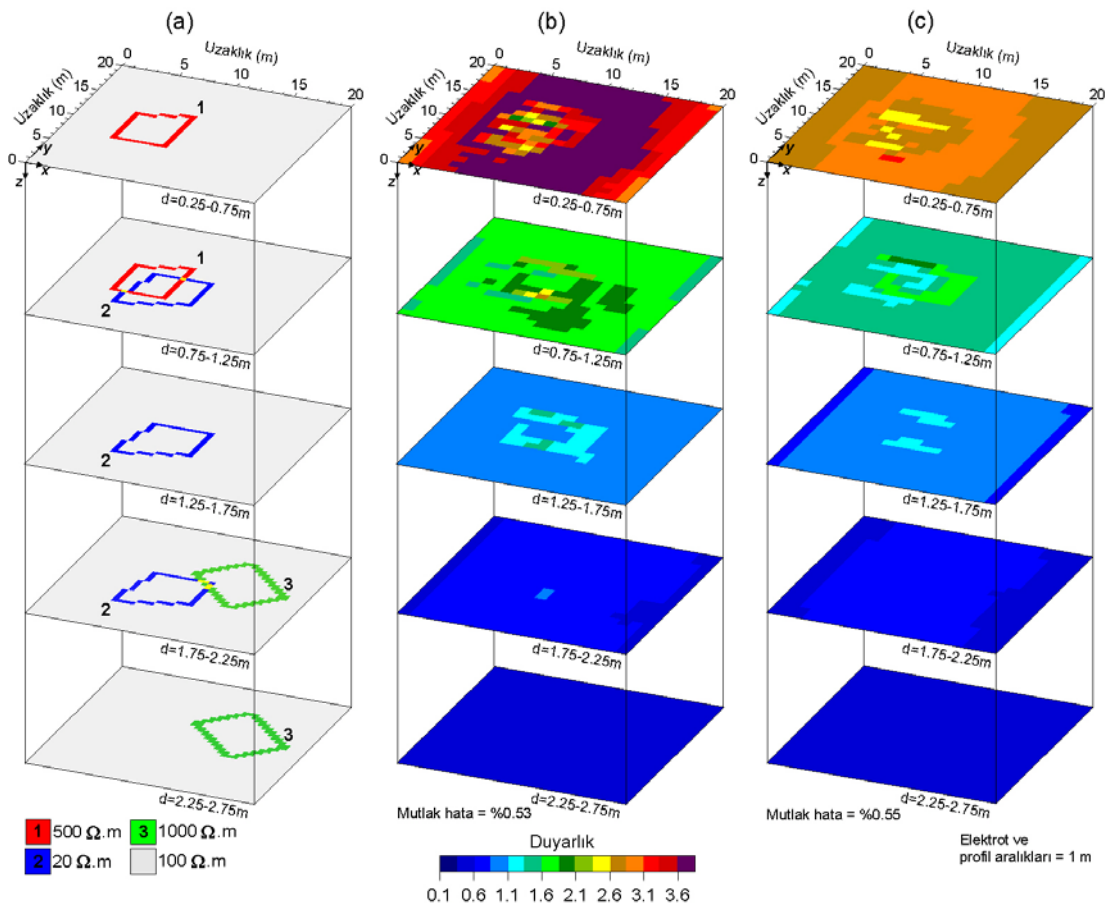 (a)
(b)
(c)
Uzaklık (m)
0 5 10 15 20
Uzaklık (m)
20 15 10 5 0
y
x
z
1
d=0.25-0.75m
1
2
d=0.75-1.25m
2
d=1.25-1.75m
2
3
d=1.75-2.25m
3
d=2.25-2.75m
Uzaklık (m)
0 5 10 15 20
Uzaklık (m)
20 15 10 5 0
y
x
z
d=0.25-0.75m
d=0.75-1.25m
d=1.25-1.75m
d=1.75-2.25m
d=2.25-2.75m
Uzaklık (m)
0 5 10 15 20
Uzaklık (m)
20 15 10 5 0
y
x
z
d=0.25-0.75m
d=0.75-1.25m
d=1.25-1.75m
d=1.75-2.25m
d=2.25-2.75m
1 500 Ω.m
3 1000 Ω.m
2 20 Ω.m
100 Ω.m
Mutlak hata = %0.53
Mutlak hata = %0.55
Duyarlık
0.1 0.6 1.1 1.6 2.1 2.6 3.1 3.6
Elektrot ve
profil aralıkları = 1 m